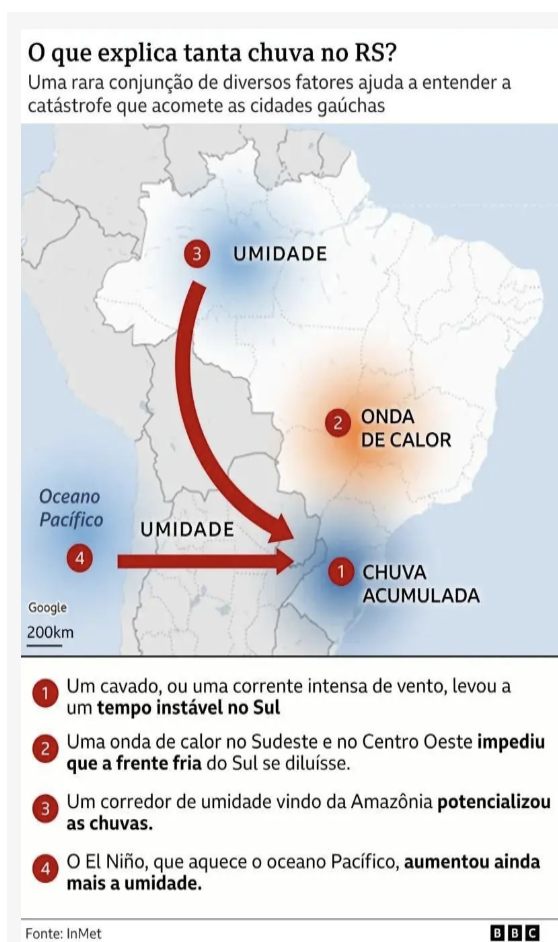 O que explica tanta chuva no RS?
Uma rara conjunção de diversos fatores ajuda a entender a
catástrofe que acomete as cidades gaúchas
3 UMIDADE
2 ONDA
DE CALOR
Oceano
Pacífico
4
UMIDADE
1 CHUVA
ACUMULADA
Google
200km
1 Um cavado, ou uma corrente intensa de vento, levou a
um tempo instável no Sul
2 Uma onda de calor no Sudeste e no Centro Oeste impediu
que a frente fria do Sul se diluísse.
3 Um corredor de umidade vindo da Amazônia potencializou
as chuvas.
4 O El Niño, que aquece o oceano Pacífico, aumentou ainda
mais a umidade.
Fonte: InMet
BBC